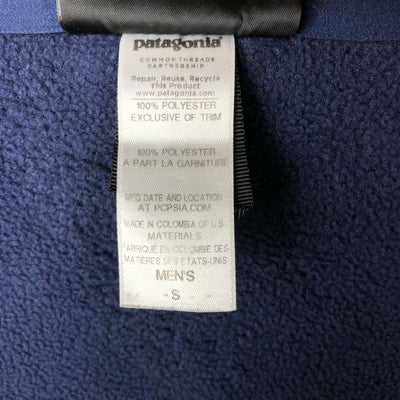 patagonia®
COMMON THREADS
PARTNERSHIP
Repair, Reuse, Recycle
This Product
www.patagonia.com
100% POLYESTER
EXCLUSIVE OF TRIM
100% POLYESTER
À PART LA GARNITURE
MFG DATE AND LOCATION
AT PCPSIA.COM
MADE IN COLOMBIA OF U.S.
MATERIALS
FABRIQUÉ EN COLOMBIE DE
MATIÈRES DES ÉTATS-UNIS
MEN'S
S